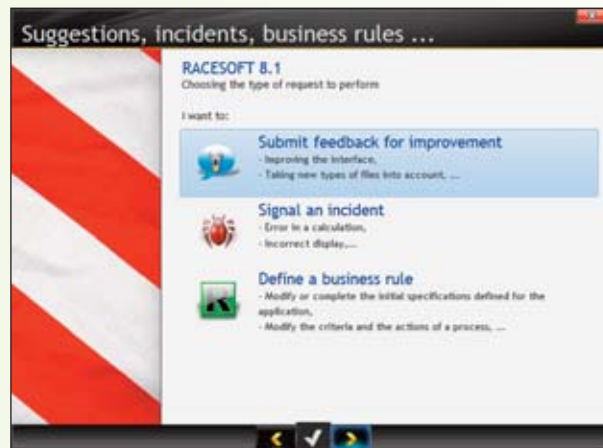 Suggestions, incidents, business rules ...
RACESOFT 8.1
Choosing the type of request to perform
I want to:
Submit feedback for improvement
- Improving the interface,
- Taking new types of files into account, ...
Signal an incident
- Error in a calculation,
- Incorrect display,...
Define a business rule
- Modify or complete the initial specifications defined for the
application,
- Modify the criteria and the actions of a process, ...